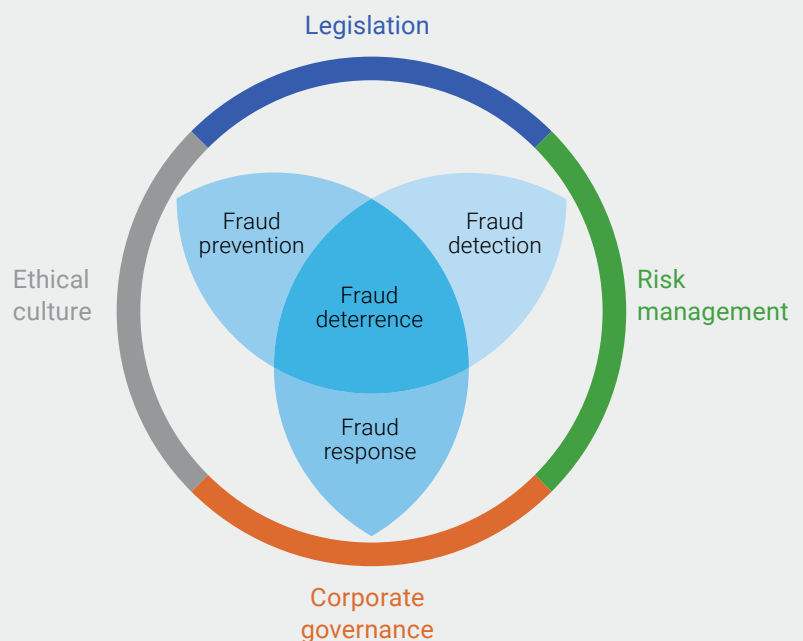 Legislation
Fraud
prevention
Fraud
detection
Ethical
culture
Fraud
deterrence
Risk
management
Fraud
response
Corporate
governance